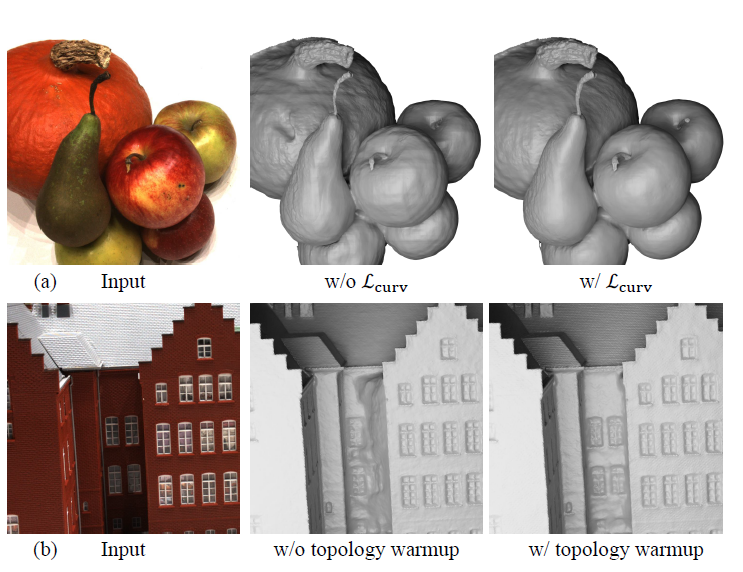 (a) Input w/o ℒcurv w/ ℒcurv
(b) Input w/o topology warmup w/ topology warmup